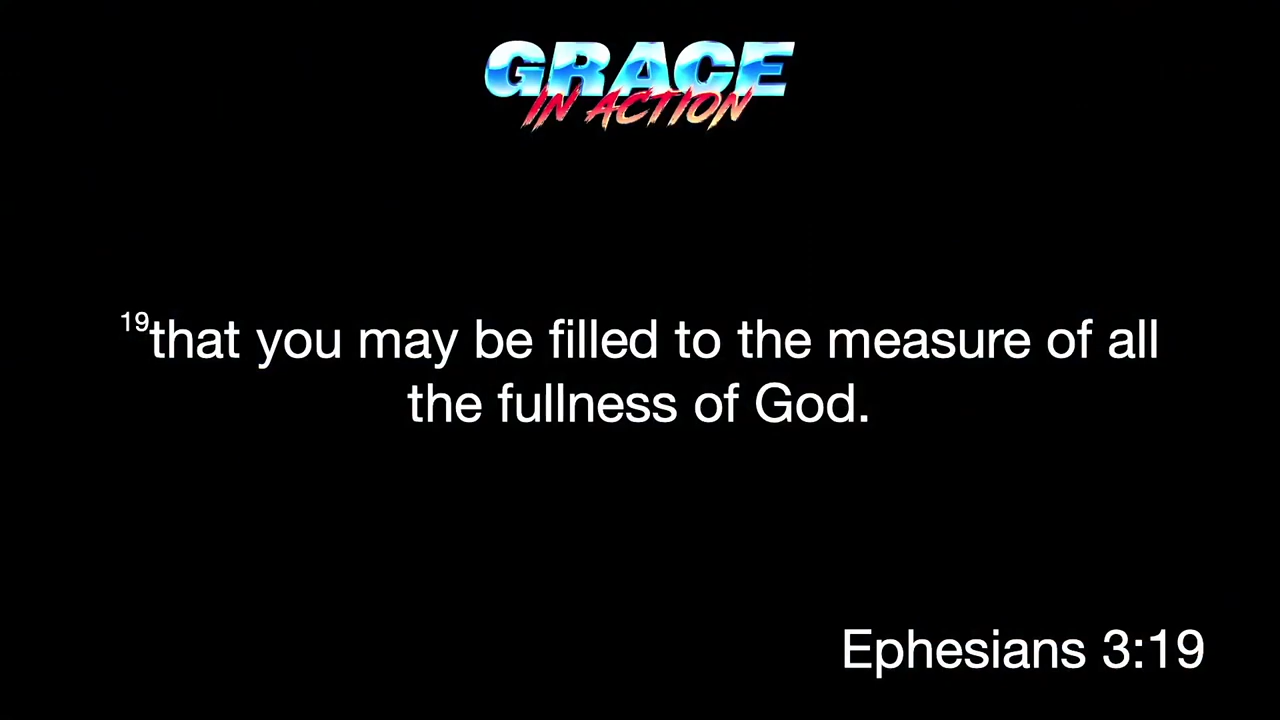 GRACE
IN ACTION
19that you may be filled to the measure of all
the fullness of God.
Ephesians 3:19